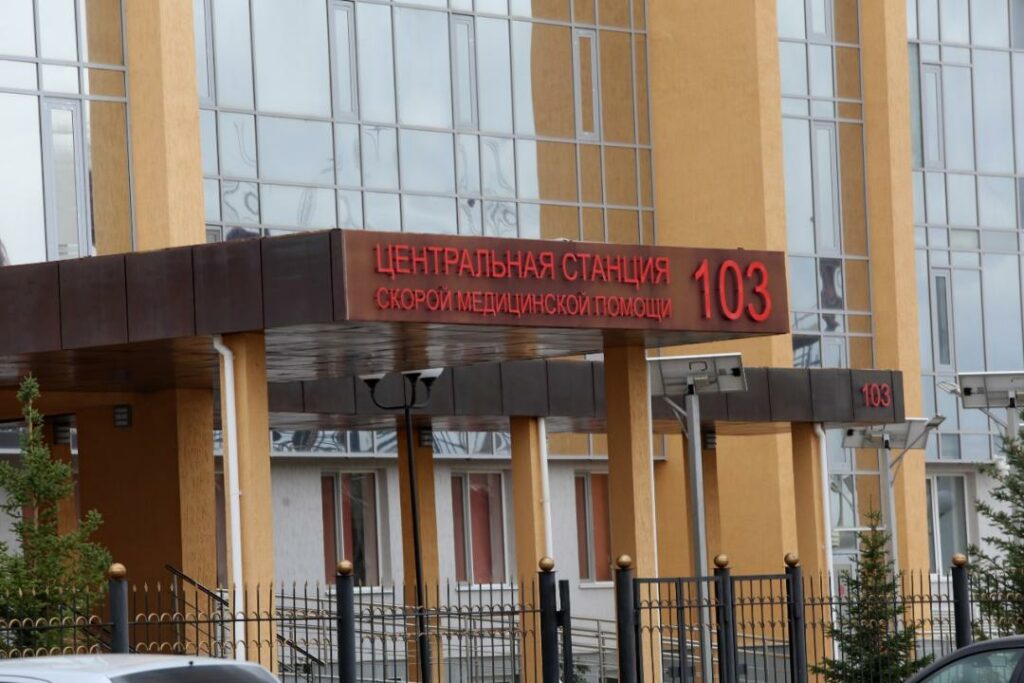 ЦЕНТРАЛЬНАЯ СТАНЦИЯ
СКОРОЙ МЕДИЦИНСКОЙ ПОМОЩИ
103
103